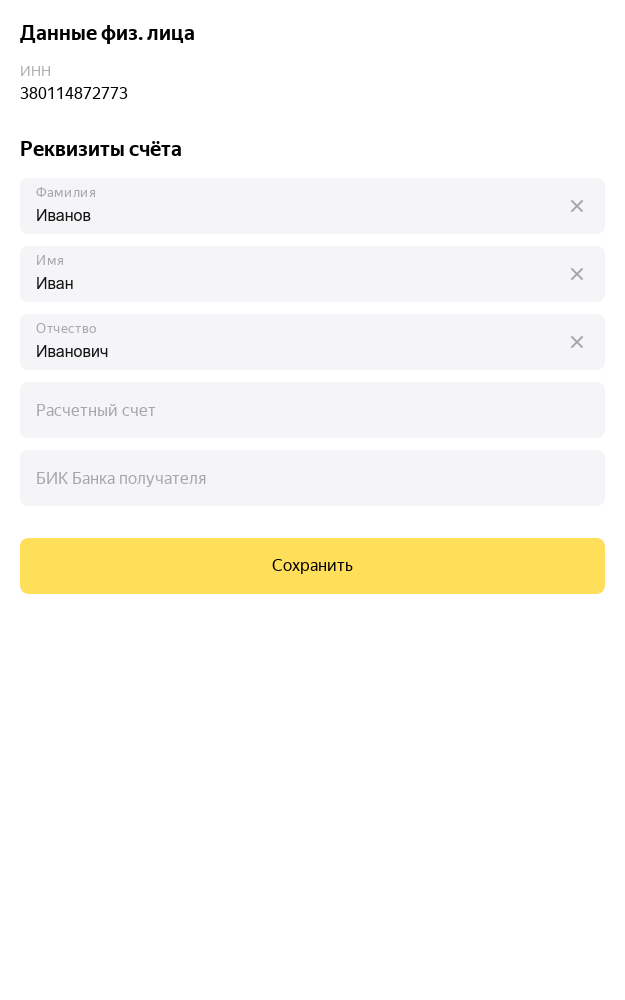 Данные физ. лица
ИНН
380114872773
Реквизиты счёта
Фамилия
Иванов
Имя
Иван
Отчество
Иванович
Расчетный счет
БИК Банка получателя
Сохранить